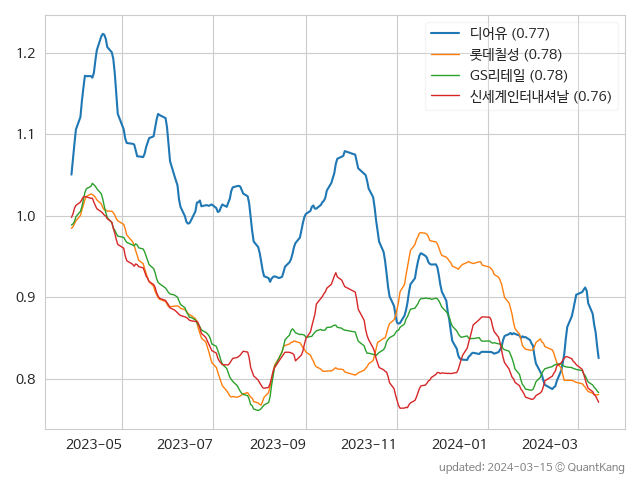 디어유 (0.77)
롯데칠성 (0.78)
GS리테일 (0.78)
신세계인터내셔날 (0.76)
1.2
1.1
1.0
0.9
0.8
2023-05 2023-07 2023-09 2023-11 2024-01 2024-03
updated: 2024-03-15 © QuantKang